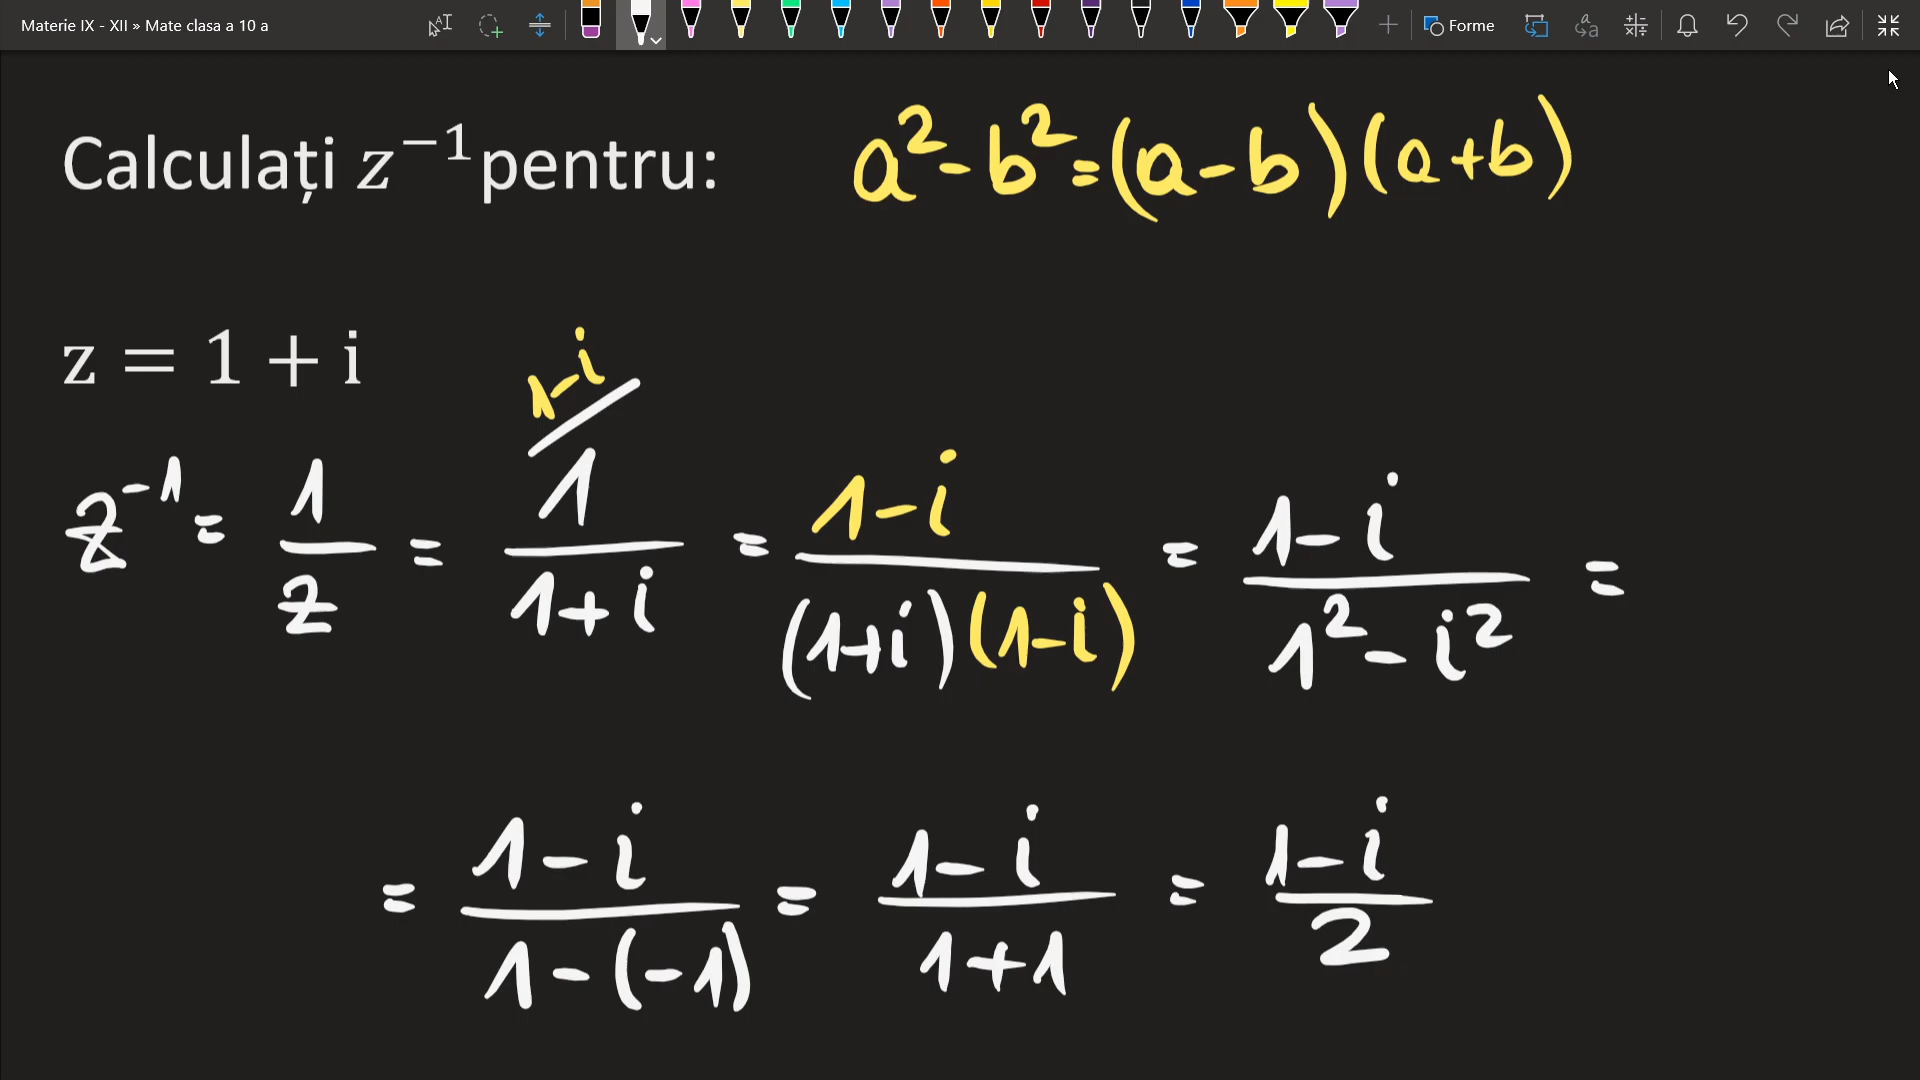 Materie IX - XII » Mate clasa a 10 a
Forme
Calculați z⁻¹ pentru: a² - b² = (a - b)(a + b)
z = 1 + i
z⁻¹ = 1/z = ¹⁻ⁱ⁄ 1/(1+i) = (1-i)/((1+i)(1-i)) = (1-i)/(1² - i²) =
= (1-i)/(1-(-1)) = (1-i)/(1+1) = (1-i)/2